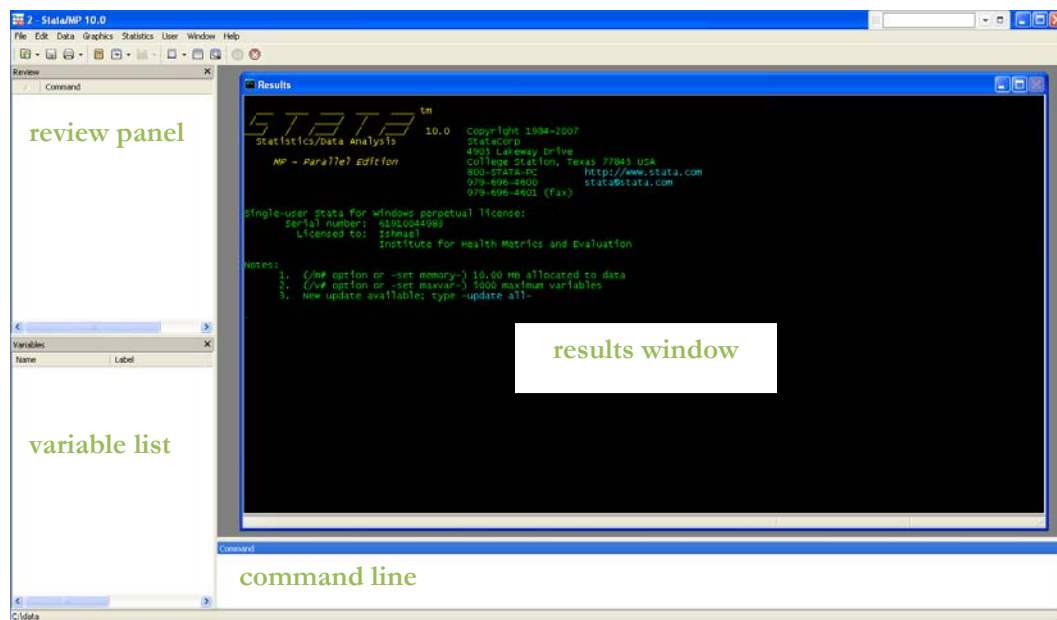 2 - Stata/MP 10.0
File Edit Data Graphics Statistics User Window Help
Review
Command
review panel
Variables
Name Label
variable list
Results
STATA tm
10.0 Copyright 1984-2007
Statistics/Data Analysis StataCorp
4905 Lakeway Drive
MP - Parallel Edition College Station, Texas 77845 USA
800-STATA-PC http://www.stata.com
979-696-4600 stata@stata.com
979-696-4601 (fax)
Single-user Stata for Windows perpetual license:
Serial number: 61910044983
Licensed to: Ishmael
Institute for Health Metrics and Evaluation
Notes:
1. (/m# option or -set memory-) 10.00 MB allocated to data
2. (/v# option or -set maxvar-) 5000 maximum variables
3. New update available; type -update all-
.
results window
Command
command line
C:\data